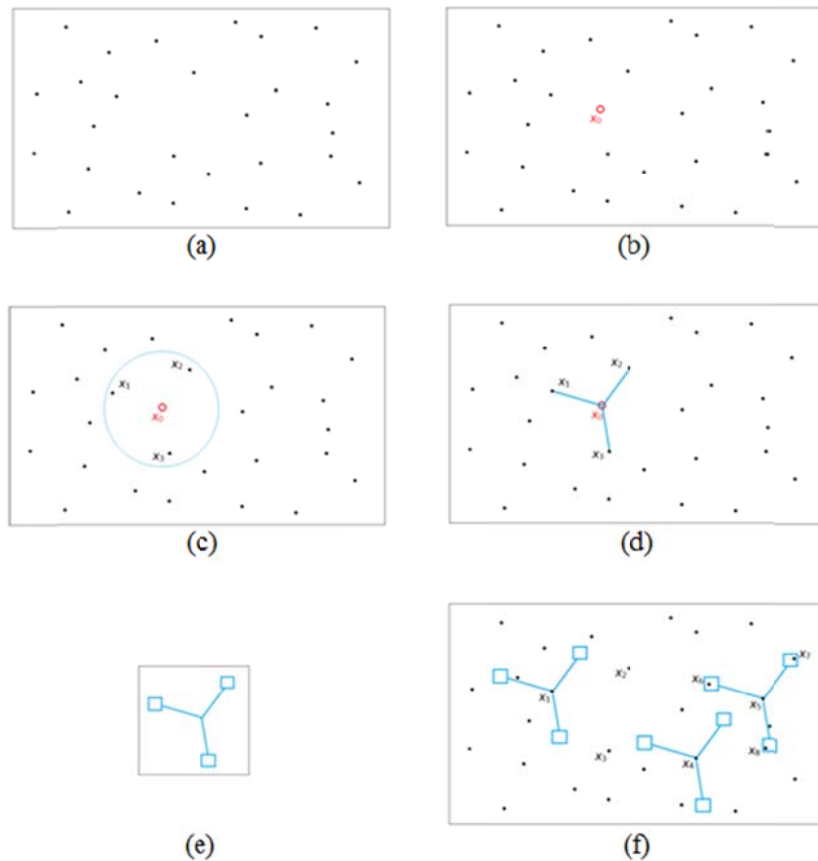 X₀
(a)
(b)
X₂
X₁
X₀
X₃
(c)
X₂
X₁
X₀
X₃
(d)
(e)
X₇
X₂
X₆
X₁
X₅
X₃
X₄
X₈
(f)